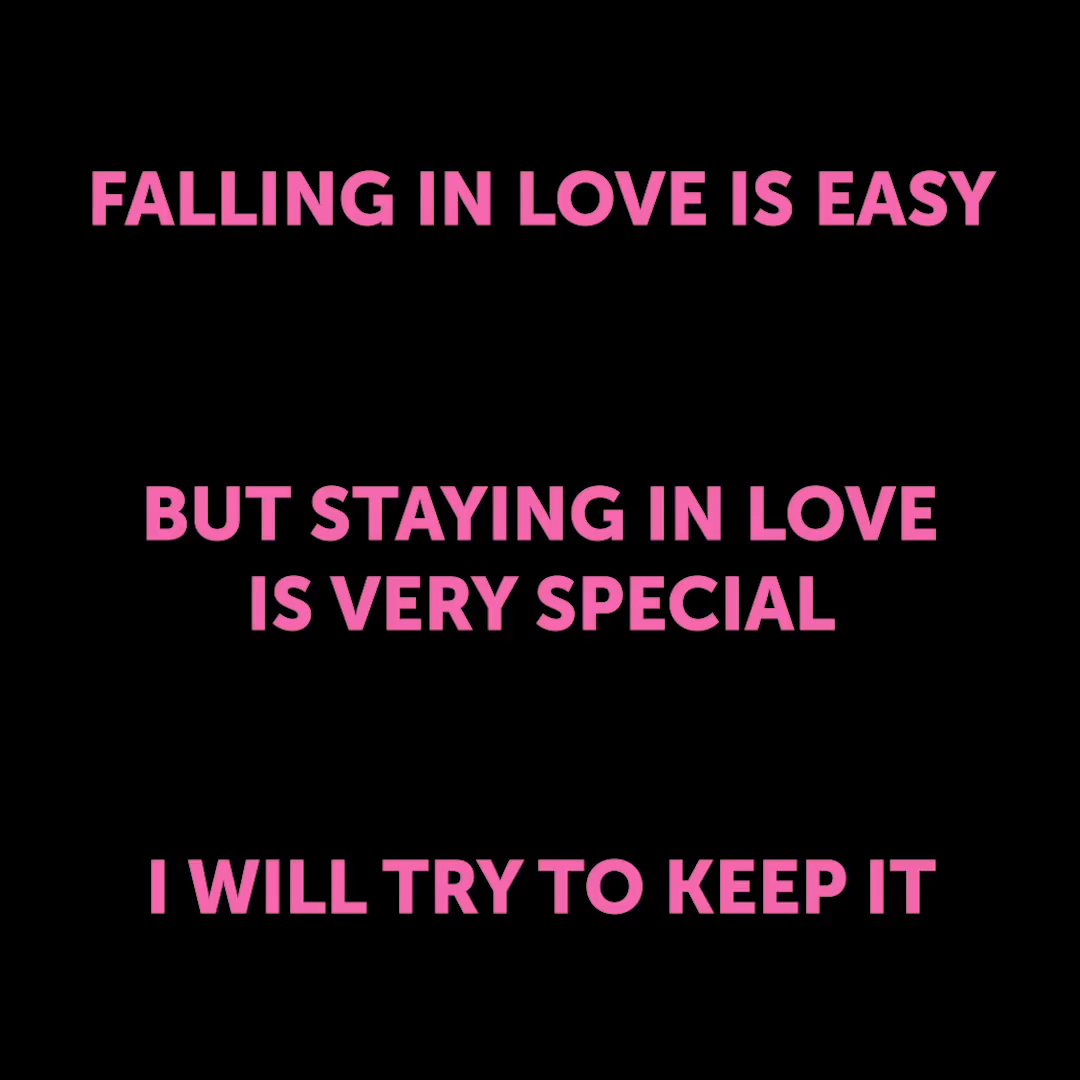 FALLING IN LOVE IS EASY
BUT STAYING IN LOVE
IS VERY SPECIAL
I WILL TRY TO KEEP IT